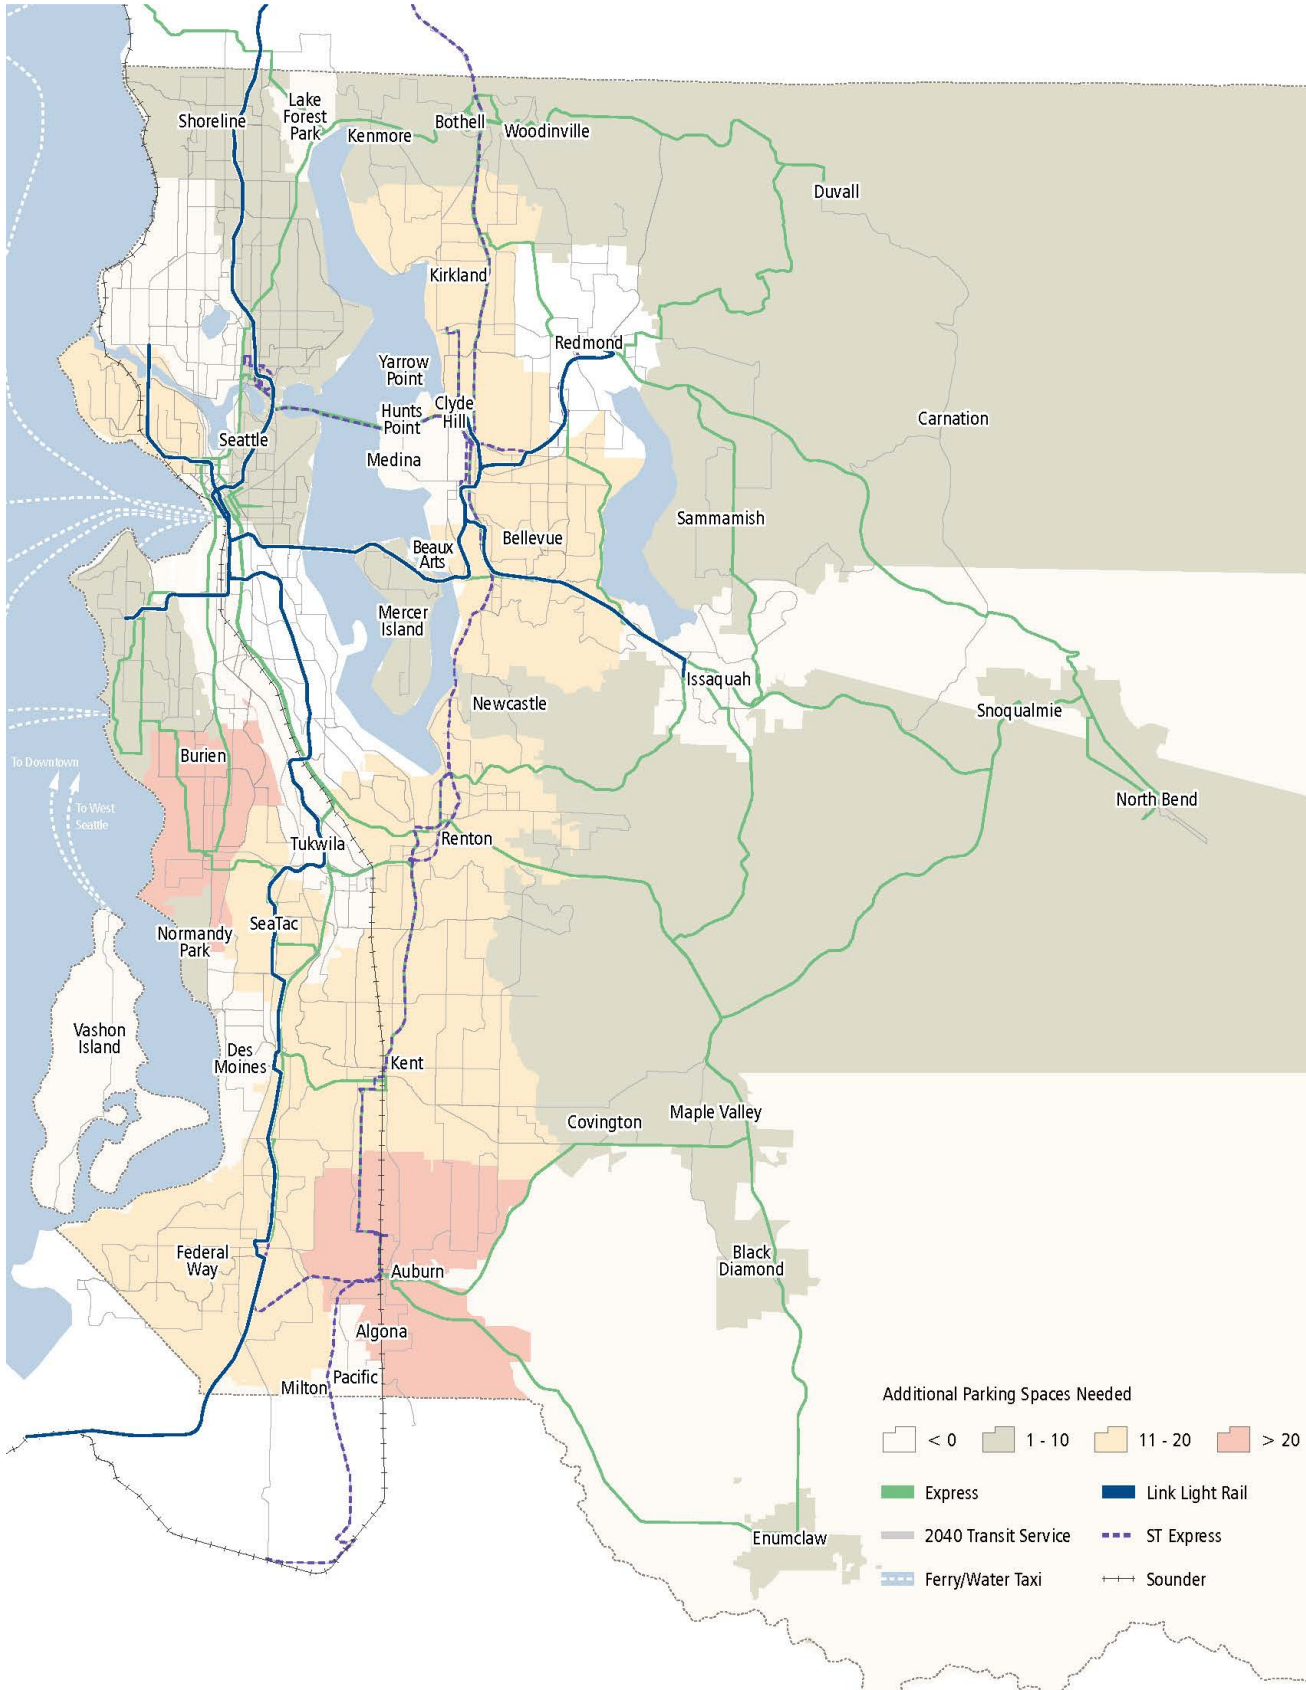 Shoreline
Lake
Forest
Park
Kenmore
Bothell
Woodinville
Duvall
Kirkland
Redmond
Yarrow
Point
Hunts
Point
Clyde
Hill
Carnation
Seattle
Medina
Sammamish
Bellevue
Beaux
Arts
Mercer
Island
Issaquah
Newcastle
Snoqualmie
Burien
To Downtown
North Bend
To West
Seattle
Tukwila
Renton
SeaTac
Normandy
Park
Vashon
Island
Des
Moines
Kent
Covington
Maple Valley
Federal
Way
Black
Diamond
Auburn
Algona
Pacific
Milton
Enumclaw
Additional Parking Spaces Needed
< 0
1 - 10
11 - 20
> 20
Express
Link Light Rail
2040 Transit Service
ST Express
Ferry/Water Taxi
Sounder